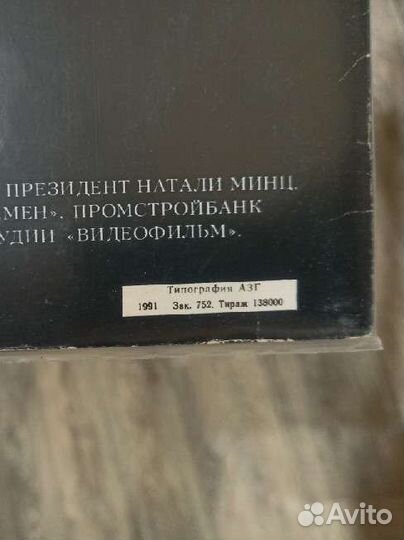 ПРЕЗИДЕНТ НАТАЛИ МИНЦ.
МЕН». ПРОМСТРОЙБАНК
УДИИ «ВИДЕОФИЛЬМ».
Типография АЗГ
1991 Зак. 752. Тираж 138000
Avito